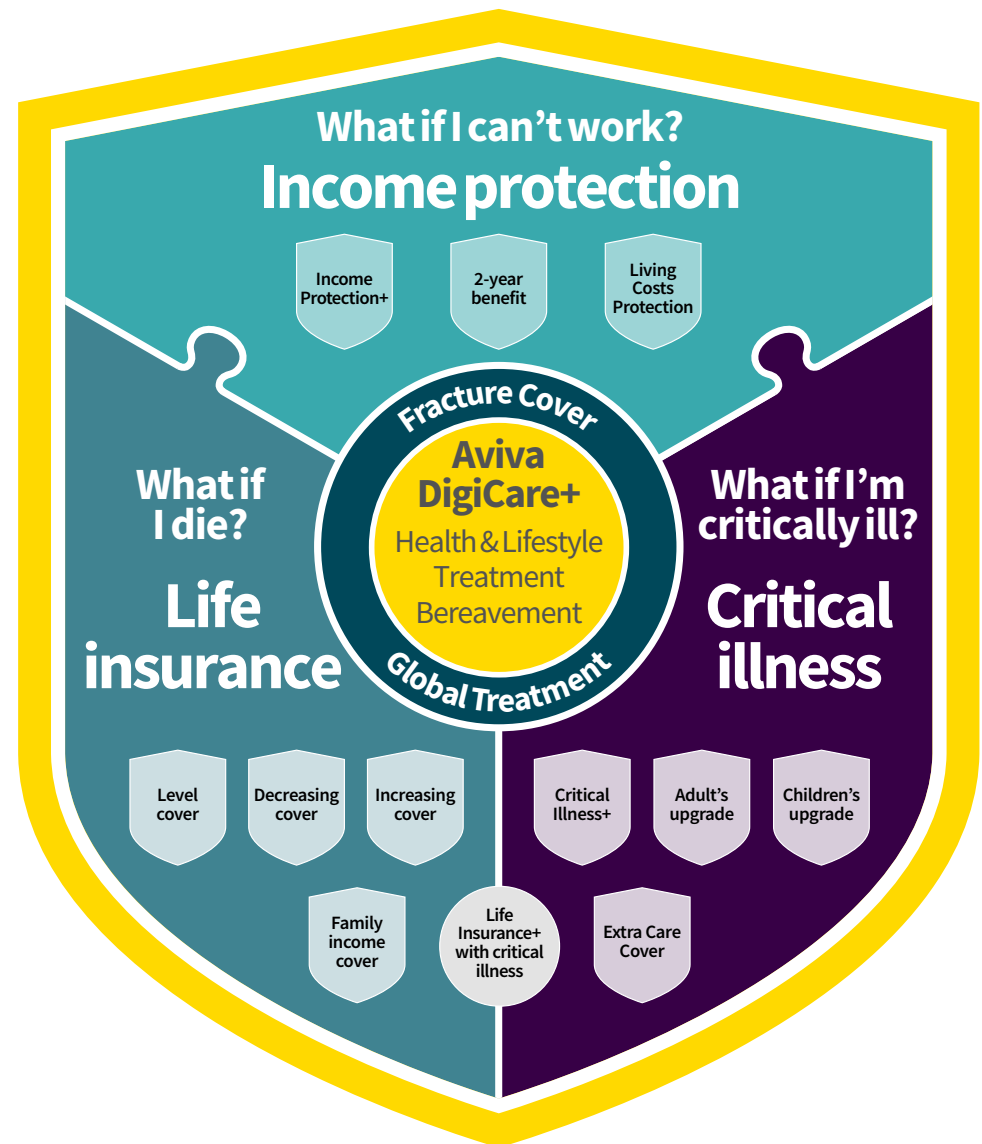 What if I can’t work?
Income protection
Income
Protection+
2-year
benefit
Living
Costs
Protection
Fracture Cover
Aviva
DigiCare+
Health & Lifestyle
Treatment
Bereavement
Global Treatment
What if
I die?
Life
insurance
What if I’m
critically ill?
Critical
illness
Level
cover
Decreasing
cover
Increasing
cover
Critical
Illness+
Adult’s
upgrade
Children’s
upgrade
Family
income
cover
Life
Insurance+
with critical
illness
Extra Care
Cover